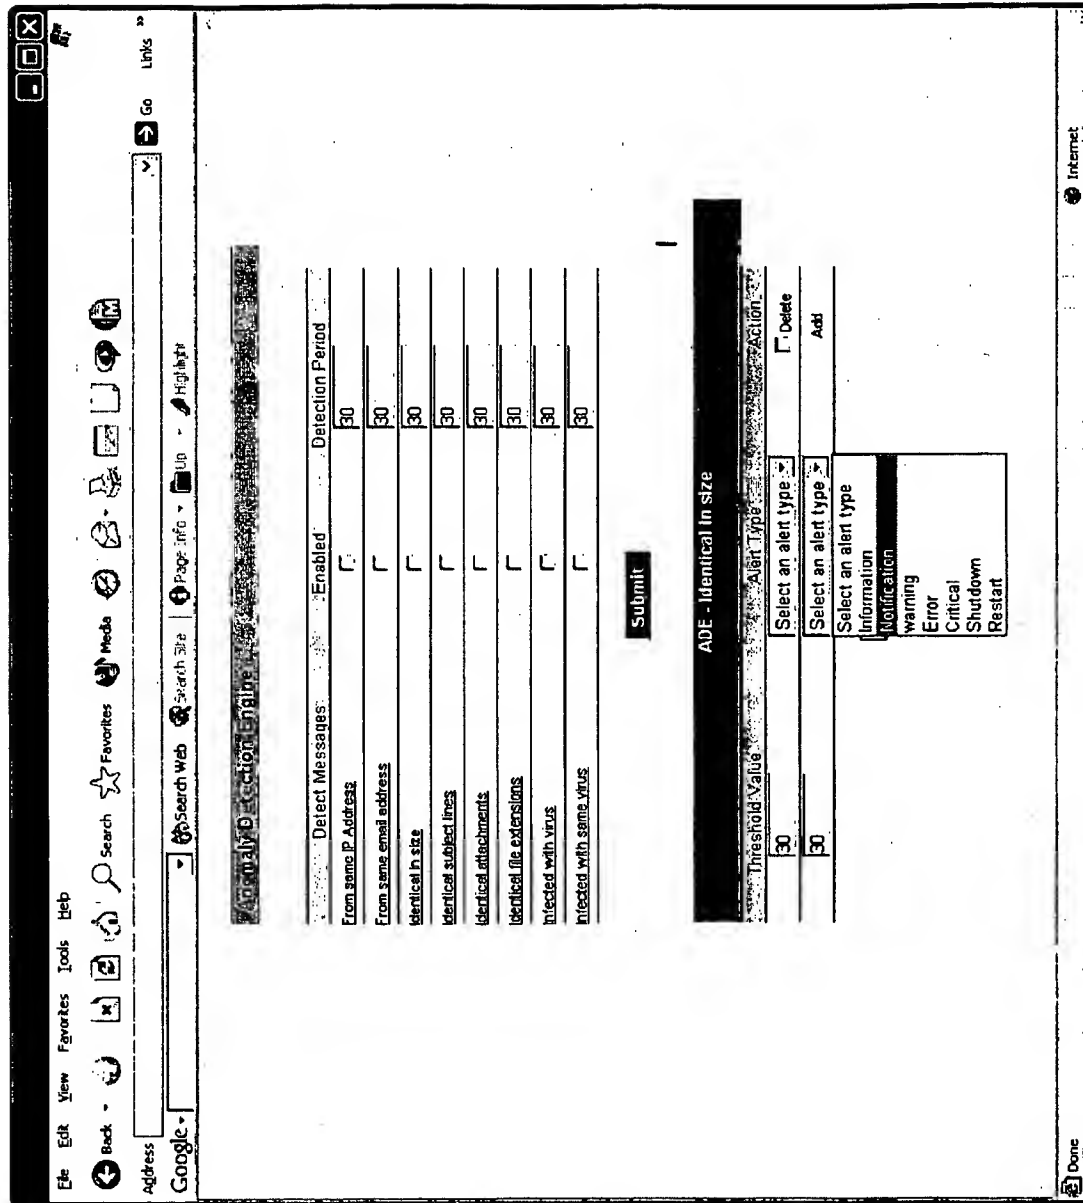 File Edit View Favorites Tools Help
Back Search Favorites Media
Address Go Links »
Google Search Web Search Site Page Info Up Highlight
Anomaly Detection Engine
Detect Messages Enabled Detection Period
From same IP Address 30
From same email address 30
Identical in size 30
Identical subject lines 30
Identical attachments 30
Identical file extensions 30
Infected with virus 30
Infected with same virus 30
Submit
ADE - Identical in size
Threshold Value Alert Type Action
30 Select an alert type Delete
30 Select an alert type Add
Select an alert type
Information
Notification
warning
Error
Critical
Shutdown
Restart
Done Internet